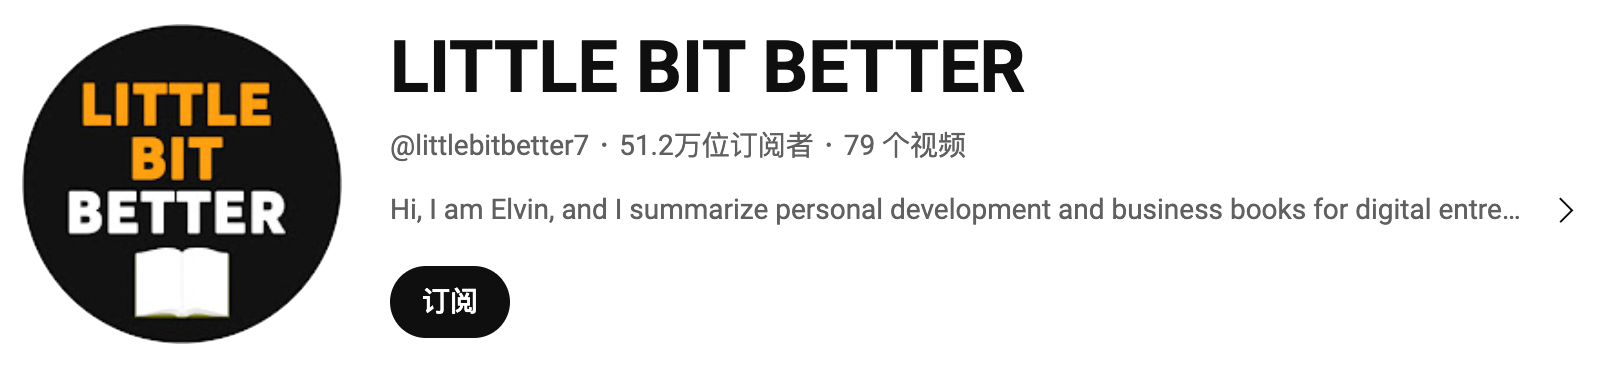 LITTLE
BIT
BETTER
LITTLE BIT BETTER
@littlebitbetter7 · 51.2万位订阅者 · 79 个视频
Hi, I am Elvin, and I summarize personal development and business books for digital entre...
订阅